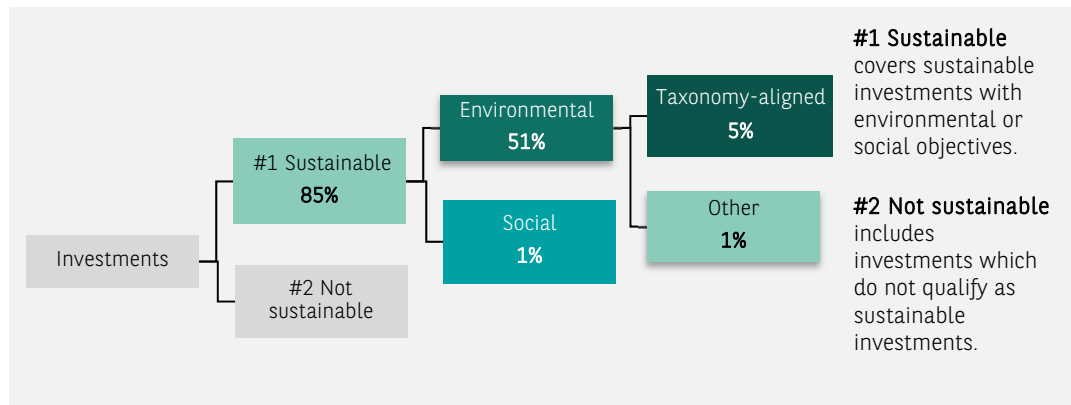 Investments
#1 Sustainable
85%
#2 Not
sustainable
Environmental
51%
Social
1%
Taxonomy-aligned
5%
Other
1%
#1 Sustainable
covers sustainable
investments with
environmental or
social objectives.
#2 Not sustainable
includes
investments which
do not qualify as
sustainable
investments.